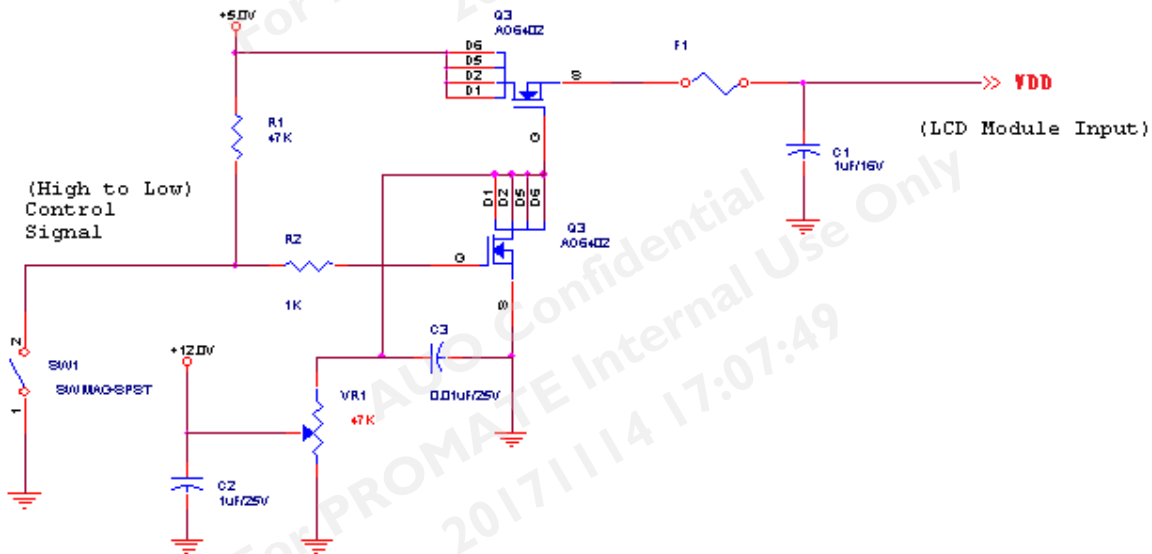 +5.0V
Q3
AO6402
D6
D5
D2
D1
S
G
F1
VDD
(LCD Module Input)
C1
1uF/16V
R1
47K
(High to Low)
Control
Signal
D1
D2
D5
D6
Q3
AO6402
R2
1K
G
S
2
SW1
SW MAG-SPST
1
+12.0V
VR1
47K
C3
0.01uF/25V
C2
1uF/25V
AUO Confidential
For PROMATE Internal Use Only
20171114 17:07:49